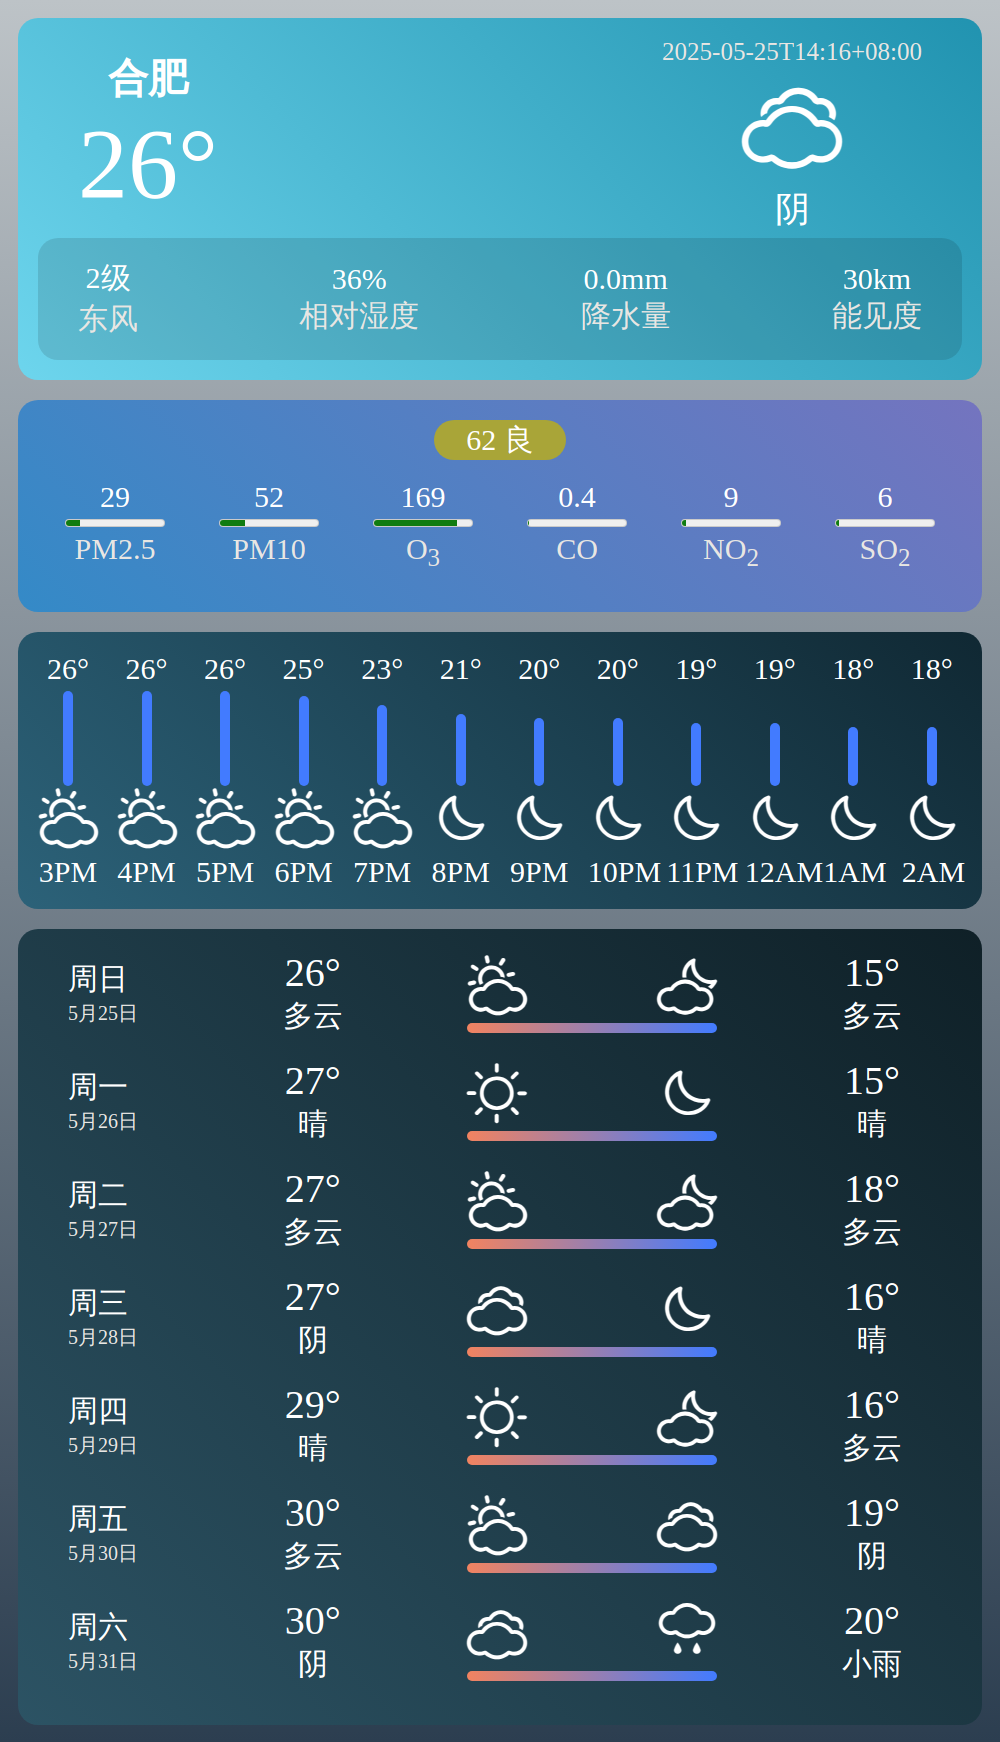 2025-05-25T14:16+08:00
合肥
26°
阴
2级 36% 0.0mm 30km
东风 相对湿度 降水量 能见度
62 良
29 52 169 0.4 9 6
PM2.5 PM10 O3 CO NO2 SO2
26° 26° 26° 25° 23° 21° 20° 20° 19° 19° 18° 18°
3PM 4PM 5PM 6PM 7PM 8PM 9PM 10PM 11PM 12AM 1AM 2AM
周日 26° 15°
5月25日 多云 多云
周一 27° 15°
5月26日 晴 晴
周二 27° 18°
5月27日 多云 多云
周三 27° 16°
5月28日 阴 晴
周四 29° 16°
5月29日 晴 多云
周五 30° 19°
5月30日 多云 阴
周六 30° 20°
5月31日 阴 小雨